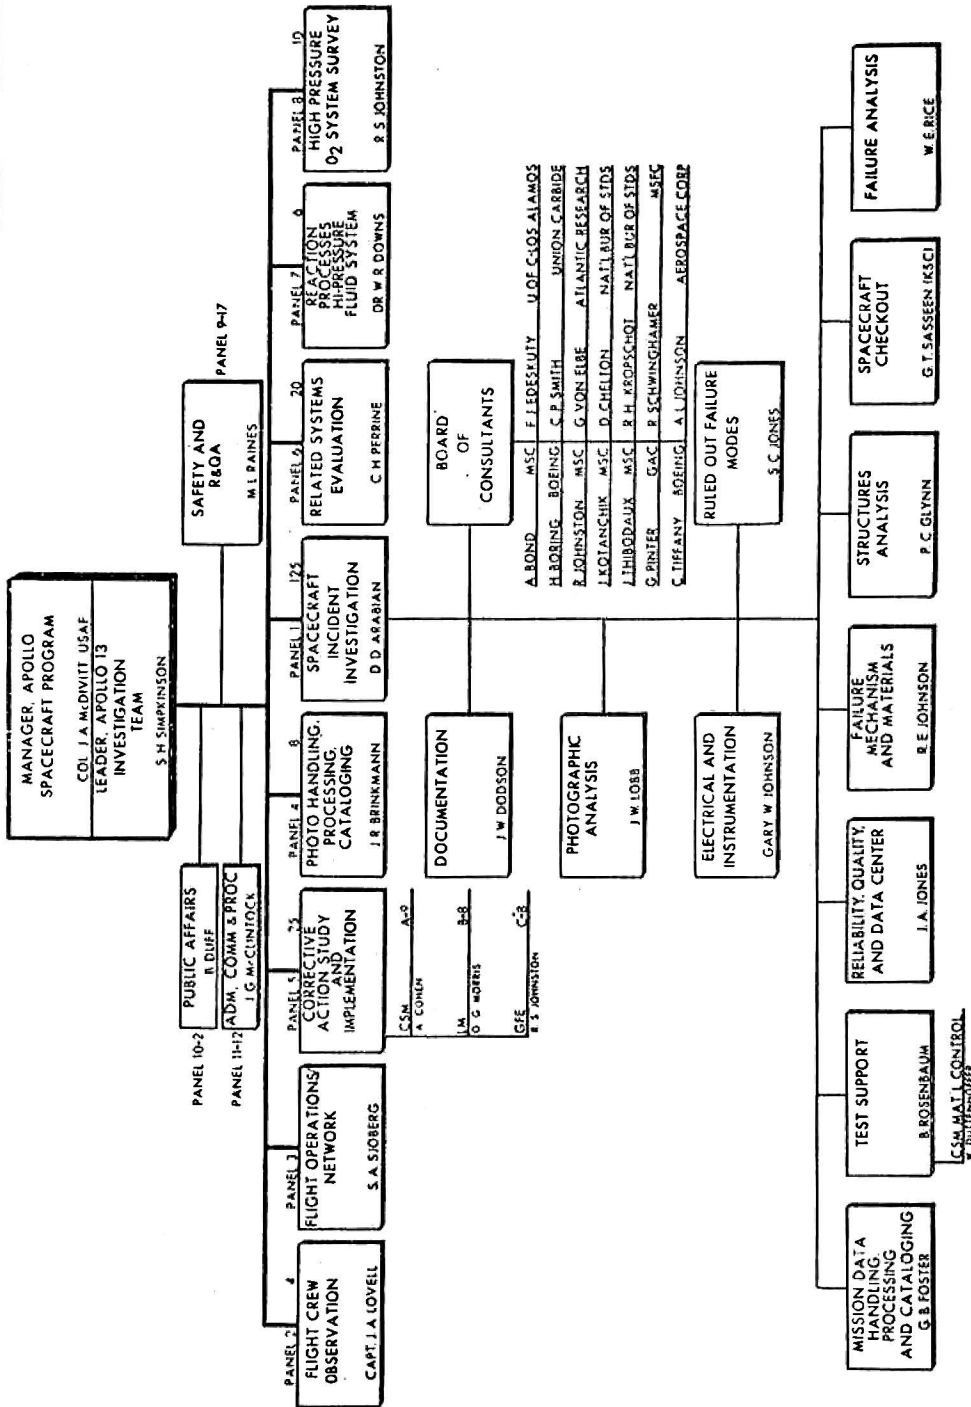 MANAGER, APOLLO
SPACECRAFT PROGRAM
COL J A McDIVITT USAF
LEADER, APOLLO 13
INVESTIGATION
TEAM
S H SIMPKINSON
PANEL 10-2
PUBLIC AFFAIRS
B DUFF
PANEL 11-12
ADM, COMM & PROC
J G McCLINTOCK
SAFETY AND
R&QA
M L RAINES
PANEL 9-17
PANEL 2 4
FLIGHT CREW
OBSERVATION
CAPT. J A LOVELL
PANEL 3
FLIGHT OPERATIONS/
NETWORK
S. A SJOBERG
PANEL 5 25
CORRECTIVE
ACTION STUDY
AND
IMPLEMENTATION
CSM A-9
A COHEN
LM B-8
O G MORRIS
GFE C-8
R S JOHNSTON
PANEL 4 8
PHOTO HANDLING,
PROCESSING,
CATALOGING
J R BRINKMANN
PANEL 1 125
SPACECRAFT
INCIDENT
INVESTIGATION
D D ARABIAN
PANEL 6 20
RELATED SYSTEMS
EVALUATION
C H PERRINE
PANEL 7 6
REACTION
PROCESSES
HI-PRESSURE
FLUID SYSTEM
DR W R DOWNS
PANEL 8 10
HIGH PRESSURE
O2 SYSTEM SURVEY
R S JOHNSTON
DOCUMENTATION
J W DODSON
BOARD
OF
CONSULTANTS
A BOND MSC F J EDESKUTY U OF C-LOS ALAMOS
H BORING BOEING C P SMITH UNION CARBIDE
R JOHNSTON MSC G VON ELBE ATLANTIC RESEARCH
J KOTANCHIK MSC D CHELTON NAT'L BUR OF STDS
J THIBODAUX MSC R H KROPSCHOT NAT'L BUR OF STDS
G PINTER GAC R SCHWINGHAMER MSFC
C TIFFANY BOEING A L JOHNSON AEROSPACE CORP
PHOTOGRAPHIC
ANALYSIS
J W LOBB
ELECTRICAL AND
INSTRUMENTATION
GARY W JOHNSON
RULED OUT FAILURE
MODES
S C JONES
MISSION DATA
HANDLING,
PROCESSING
AND CATALOGING
G B FOSTER
TEST SUPPORT
B ROSENBAUM
CSM MAT'L CONTROL
RELIABILITY, QUALITY,
AND DATA CENTER
J. A. JONES
FAILURE
MECHANISM
AND MATERIALS
R E JOHNSON
STRUCTURES
ANALYSIS
P. C GLYNN
SPACECRAFT
CHECKOUT
G. T. SASSEEN (KSC)
FAILURE ANALYSIS
W. E. RICE